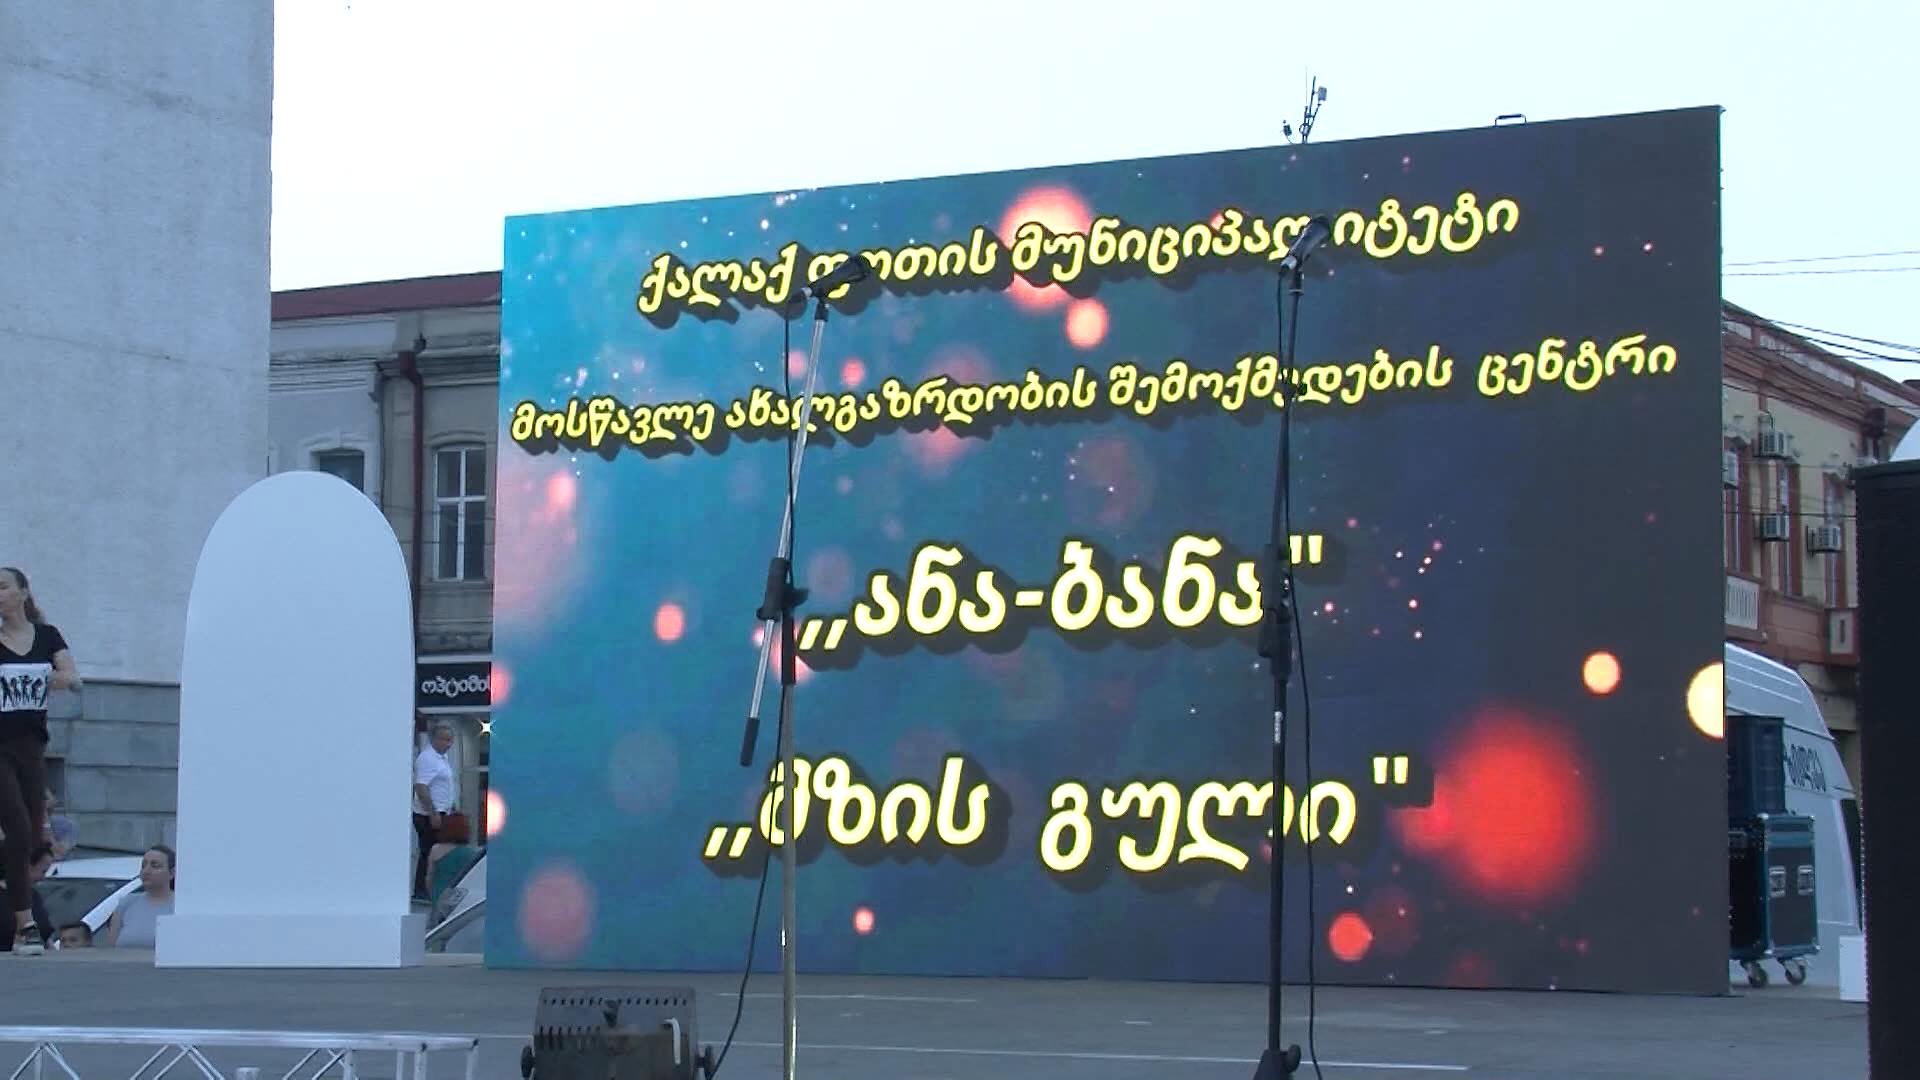 ქალაქ ფოთის მუნიციპალიტეტი
მოსწავლე ახალგაზრდობის შემოქმედების ცენტრი
,,ანა-ბანა"
,,მზის გული"